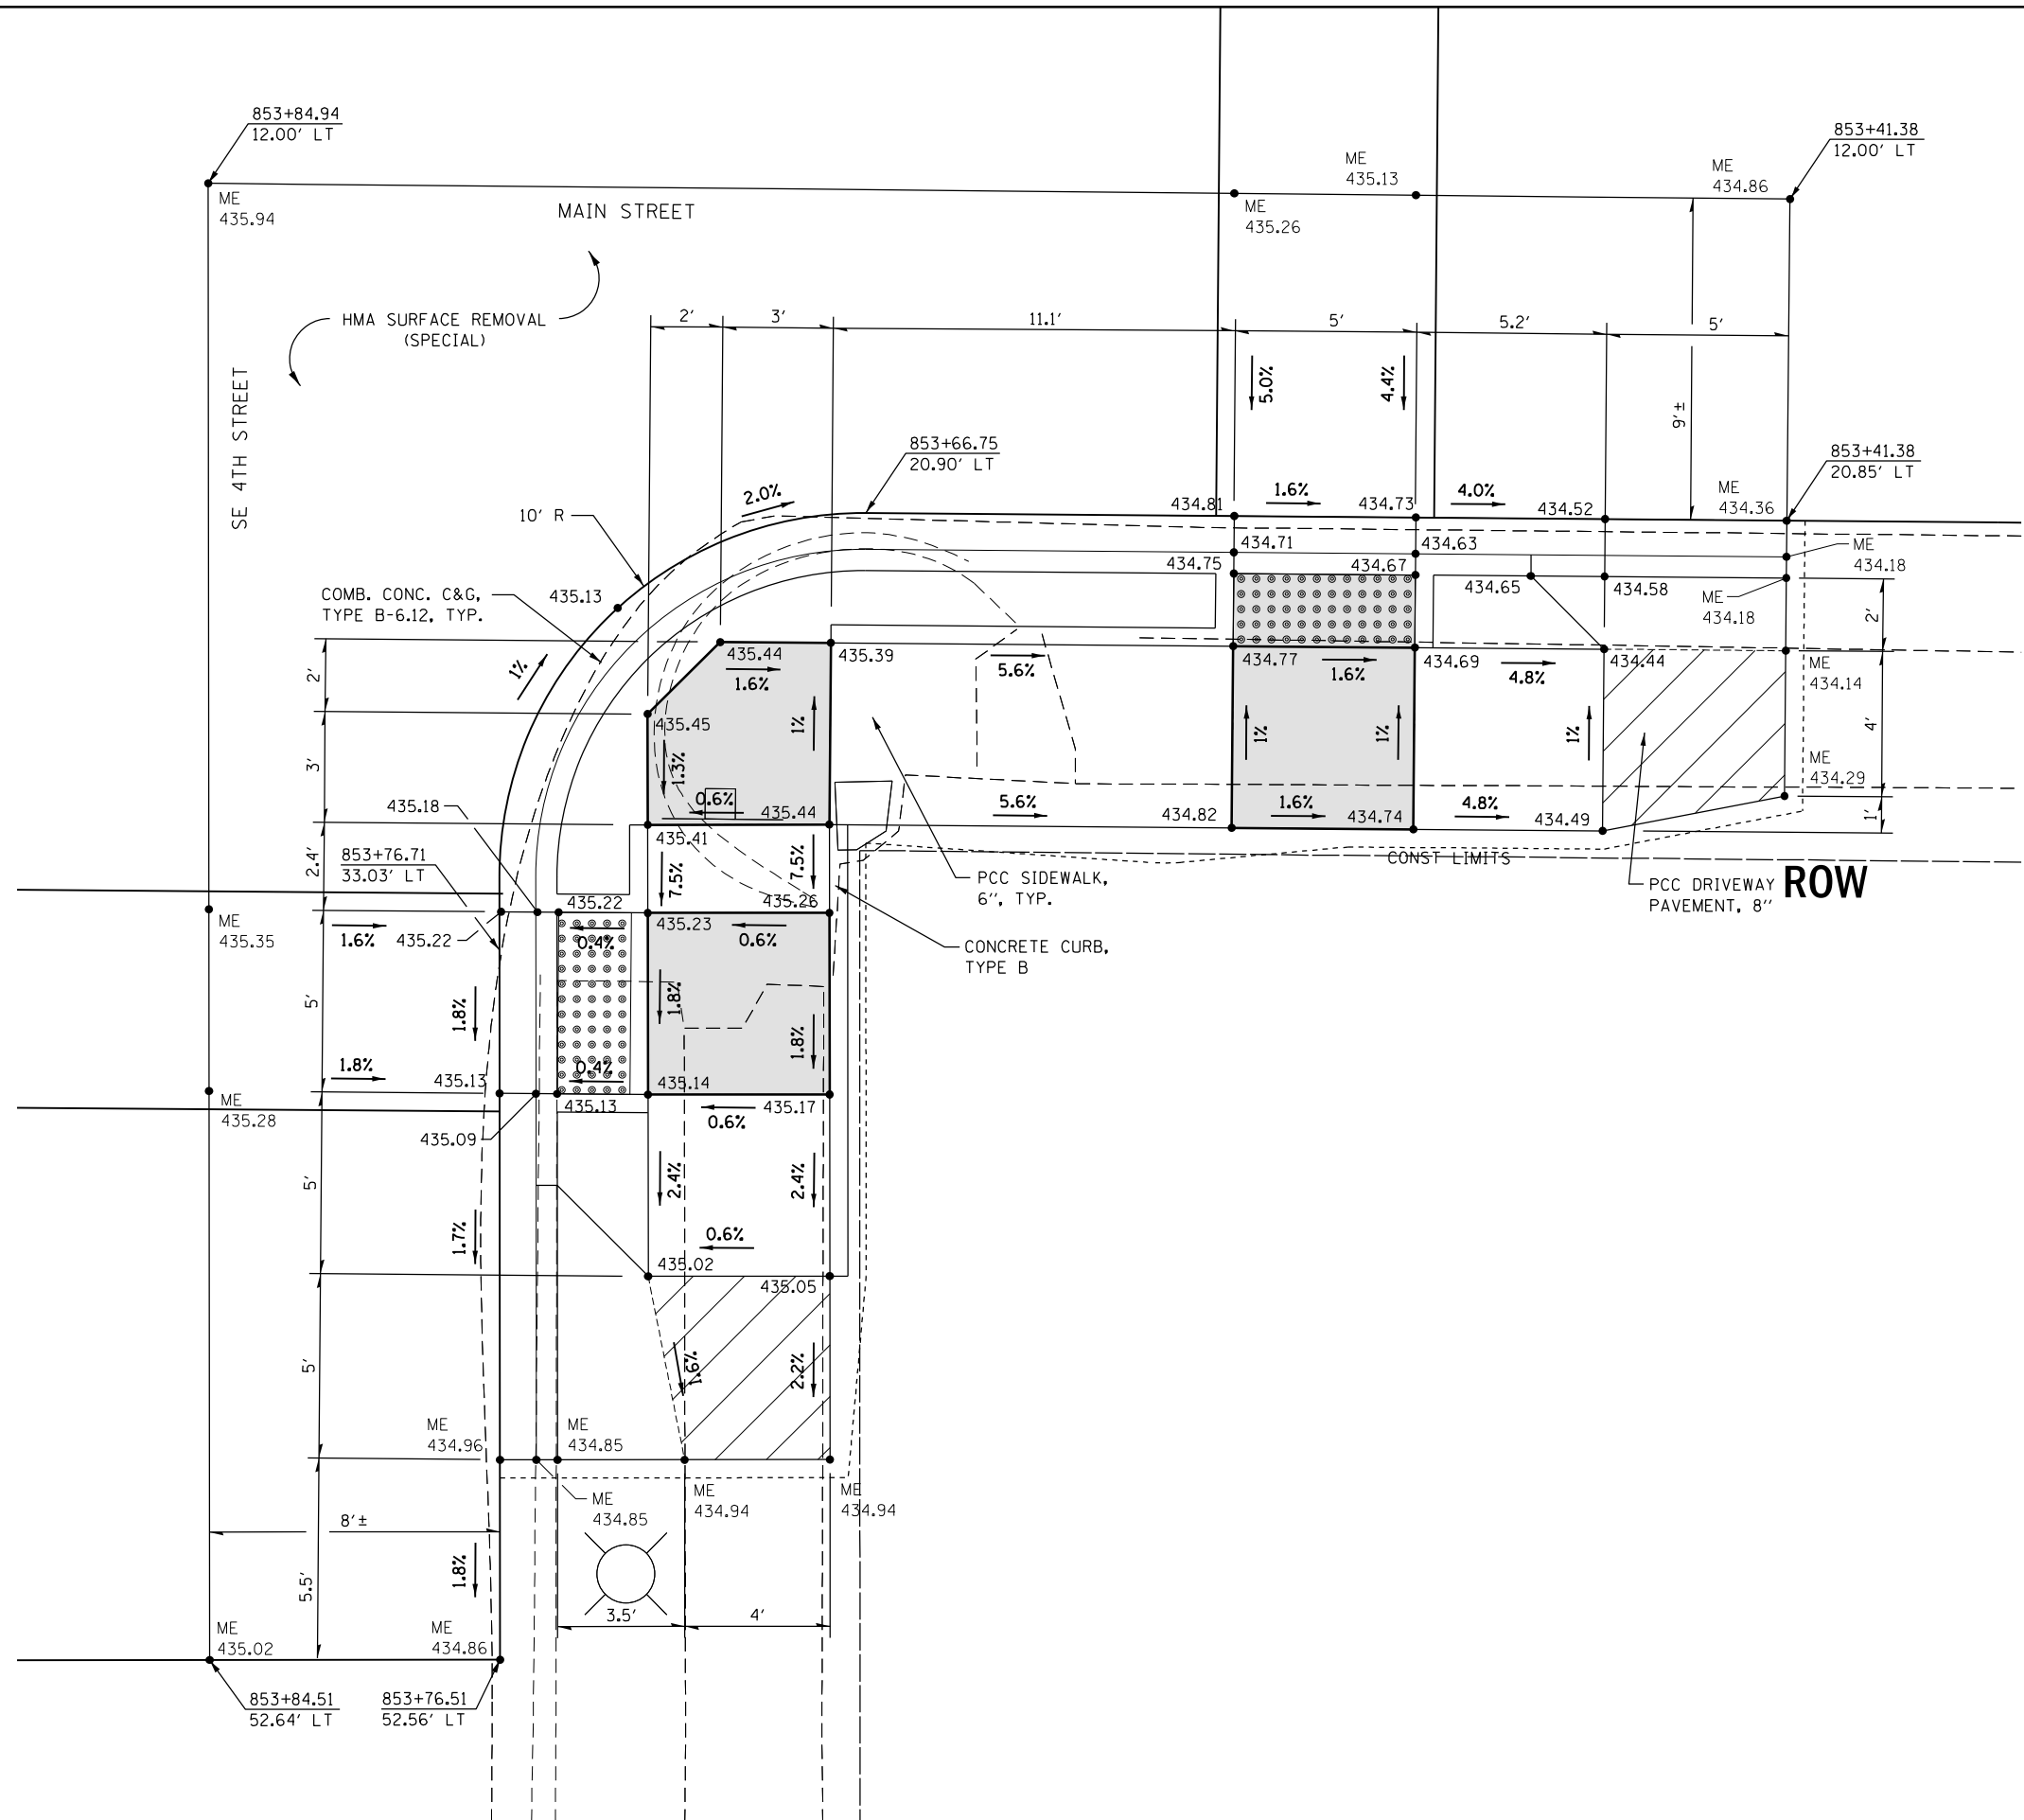 853+84.94
12.00' LT
853+41.38
12.00' LT
ME
435.94
MAIN STREET
ME
435.26
ME
435.13
ME
434.86
HMA SURFACE REMOVAL
(SPECIAL)
SE 4TH STREET
2'
3'
11.1'
5'
5.2'
5'
5.0%
4.4%
9'±
853+66.75
20.90' LT
853+41.38
20.85' LT
10' R
2.0%
434.81
1.6%
434.73
4.0%
434.52
ME
434.36
434.71
434.63
ME
434.18
434.75
434.67
434.65
434.58
ME
434.18
2'
COMB. CONC. C&G,
TYPE B-6.12, TYP.
435.13
1%
2'
435.44
1.6%
435.39
5.6%
434.77
1.6%
434.69
4.8%
434.44
ME
434.14
4'
435.45
1.3%
1%
1%
1%
1%
3'
0.6%
435.44
5.6%
434.82
1.6%
434.74
4.8%
434.49
ME
434.29
1'
435.18
435.41
7.5%
7.5%
2.4'
853+76.71
33.03' LT
CONST LIMITS
PCC SIDEWALK,
6", TYP.
PCC DRIVEWAY
PAVEMENT, 8"
ROW
ME
435.35
1.6%
435.22
435.22
435.23
435.26
0.4%
0.6%
CONCRETE CURB,
TYPE B
5'
1.8%
1.8%
1.8%
1.8%
435.13
0.4%
435.14
435.13
435.17
ME
435.28
435.09
0.6%
5'
2.4%
2.4%
1.7%
0.6%
435.02
435.05
5'
1.6%
2.2%
ME
434.96
ME
434.85
ME
434.85
ME
434.94
ME
434.94
8'±
5.5'
1.8%
3.5'
4'
ME
435.02
ME
434.86
853+84.51
52.64' LT
853+76.51
52.56' LT